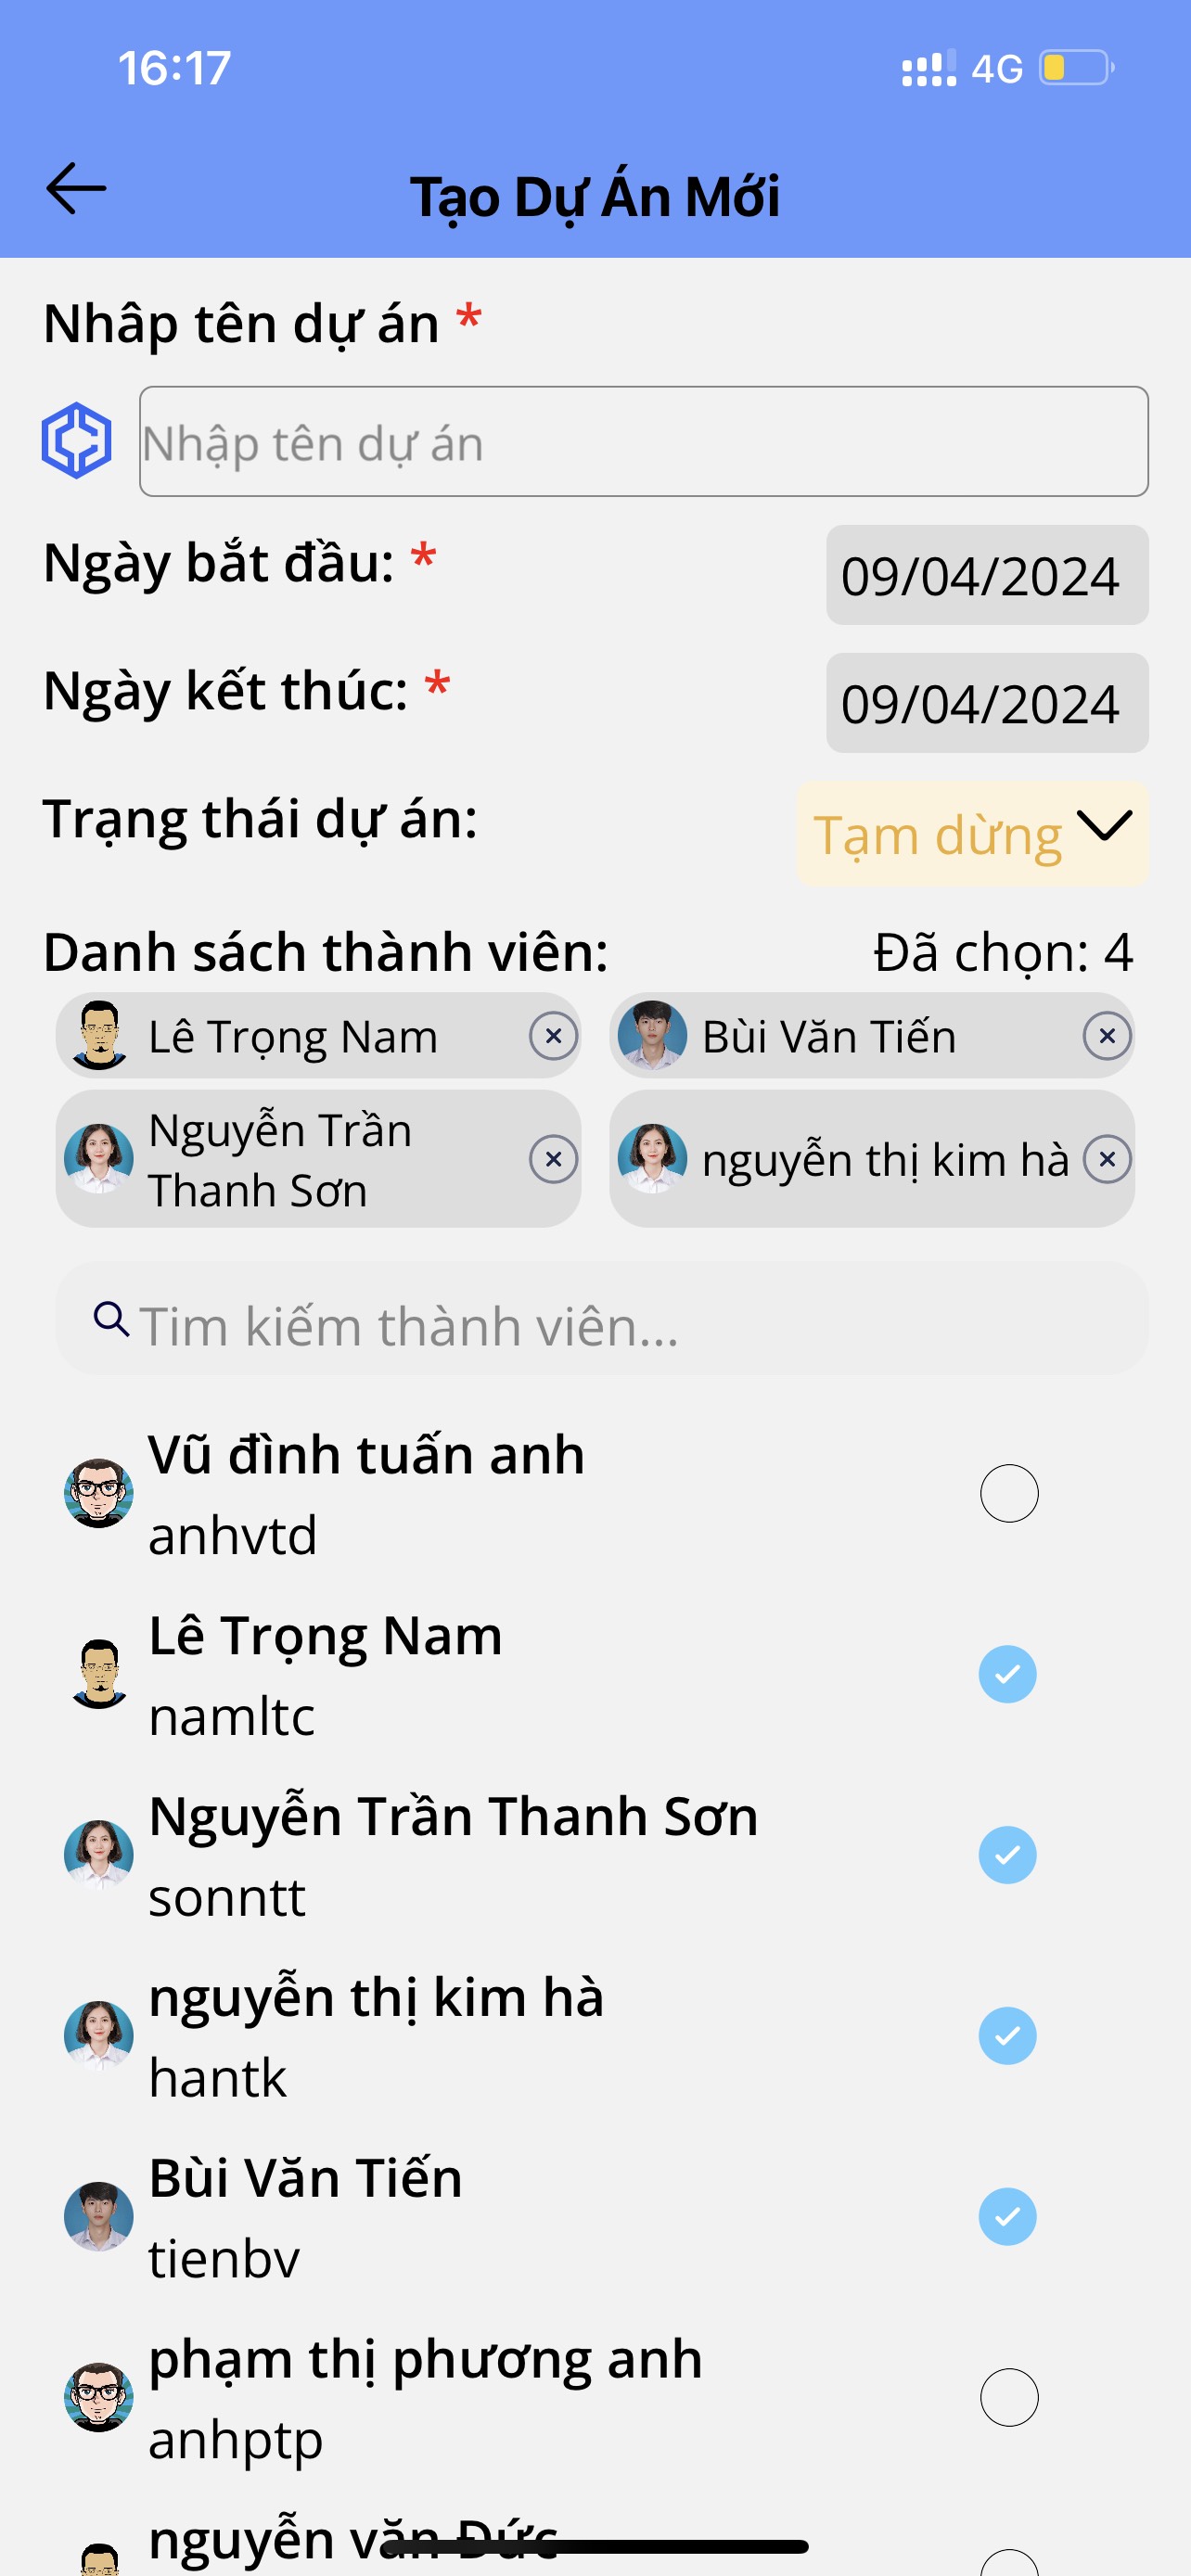 16:17
4G
Tạo Dự Án Mới
Nhâp tên dự án *
Nhập tên dự án
Ngày bắt đầu: *
09/04/2024
Ngày kết thúc: *
09/04/2024
Trạng thái dự án:
Tạm dừng
Danh sách thành viên:
Đã chọn: 4
Lê Trọng Nam
Bùi Văn Tiến
Nguyễn Trần
Thanh Sơn
nguyễn thị kim hà
Tìm kiếm thành viên...
Vũ đình tuấn anh
anhvtd
Lê Trọng Nam
namltc
Nguyễn Trần Thanh Sơn
sonntt
nguyễn thị kim hà
hantk
Bùi Văn Tiến
tienbv
phạm thị phương anh
anhptp
nguyễn văn Đức